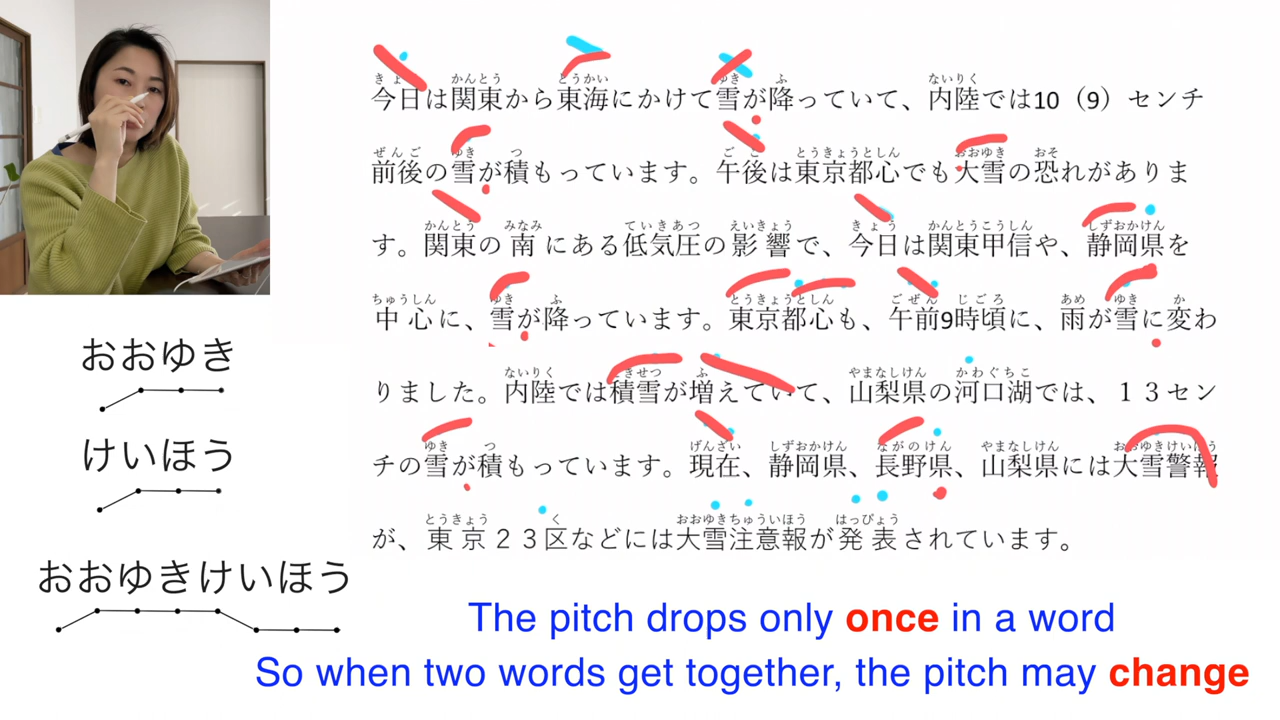 今日は関東から東海にかけて雪が降っていて、内陸では10（9）センチ
前後の雪が積もっています。午後は東京都心でも大雪の恐れがありま
す。関東の南にある低気圧の影響で、今日は関東甲信や、静岡県を
中心に、雪が降っています。東京都心も、午前9時頃に、雨が雪に変わ
りました。内陸では積雪が増えていて、山梨県の河口湖では、１３セン
チの雪が積もっています。現在、静岡県、長野県、山梨県には大雪警報
が、東京２３区などには大雪注意報が発表されています。
おおゆき
けいほう
おおゆきけいほう
The pitch drops only once in a word
So when two words get together, the pitch may change